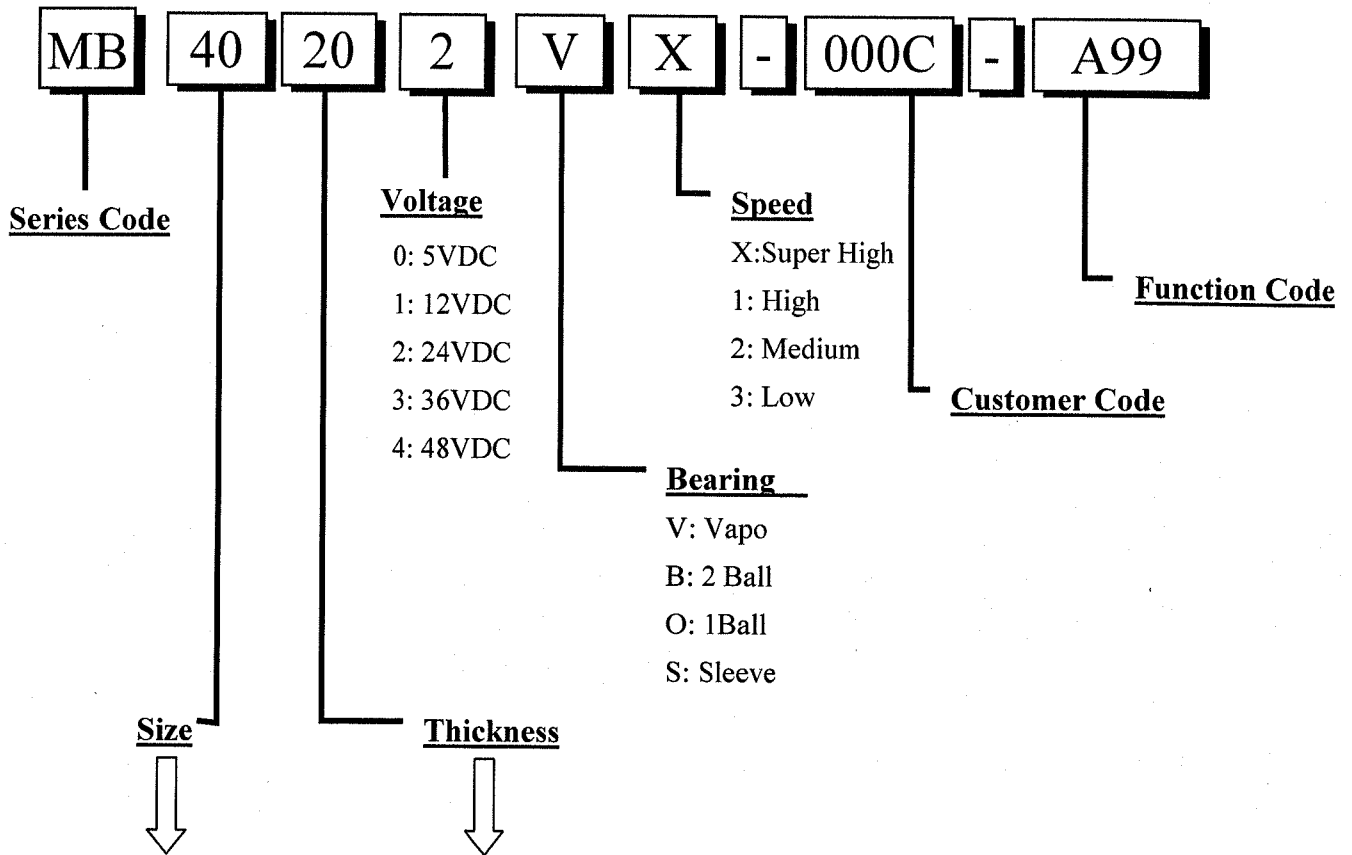 MB 40 20 2 V X - 000C - A99
Series Code
Voltage
0: 5VDC
1: 12VDC
2: 24VDC
3: 36VDC
4: 48VDC
Speed
X:Super High
1: High
2: Medium
3: Low
Function Code
Customer Code
Bearing
V: Vapo
B: 2 Ball
O: 1Ball
S: Sleeve
Size
Thickness